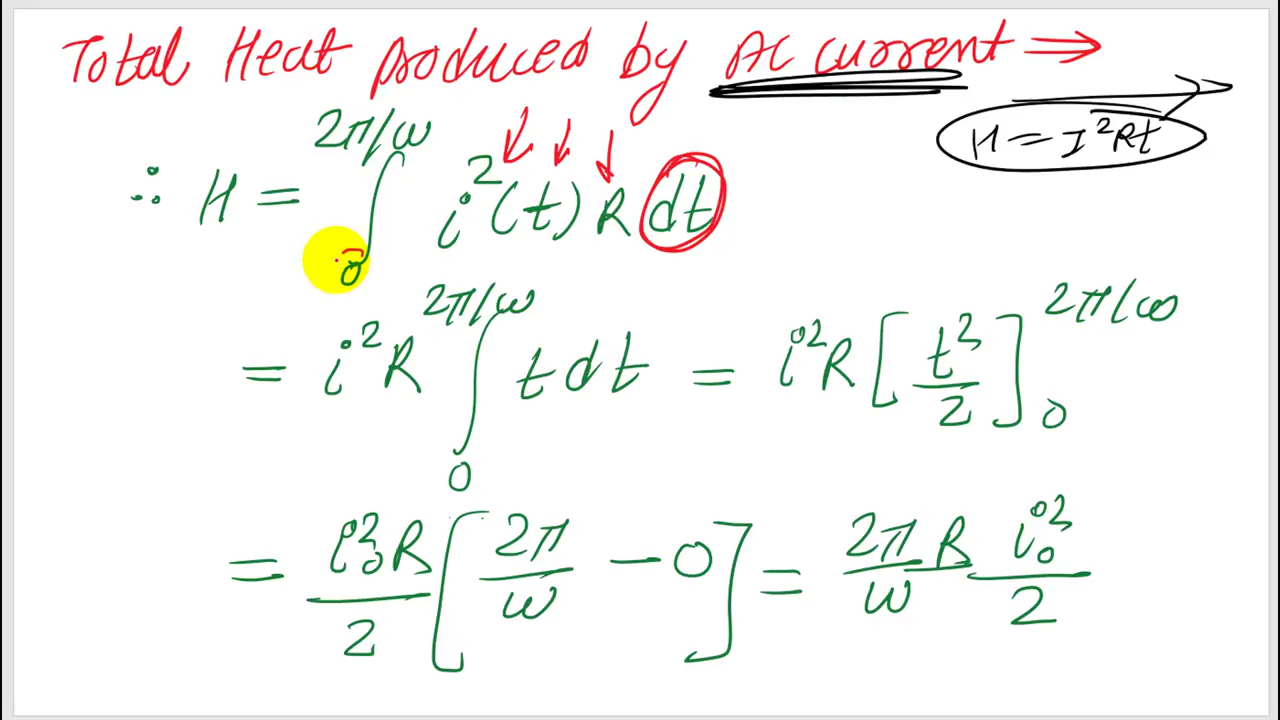 Total Heat produced by AC current ⇒
H = I²Rt
∴ H = ∫₀^{2π/ω} i²(t) R dt
= i²R ∫₀^{2π/ω} t dt = i²R [t²/2]₀^{2π/ω}
= i₀²R/2 [2π/ω − 0] = 2π/ω R i₀²/2